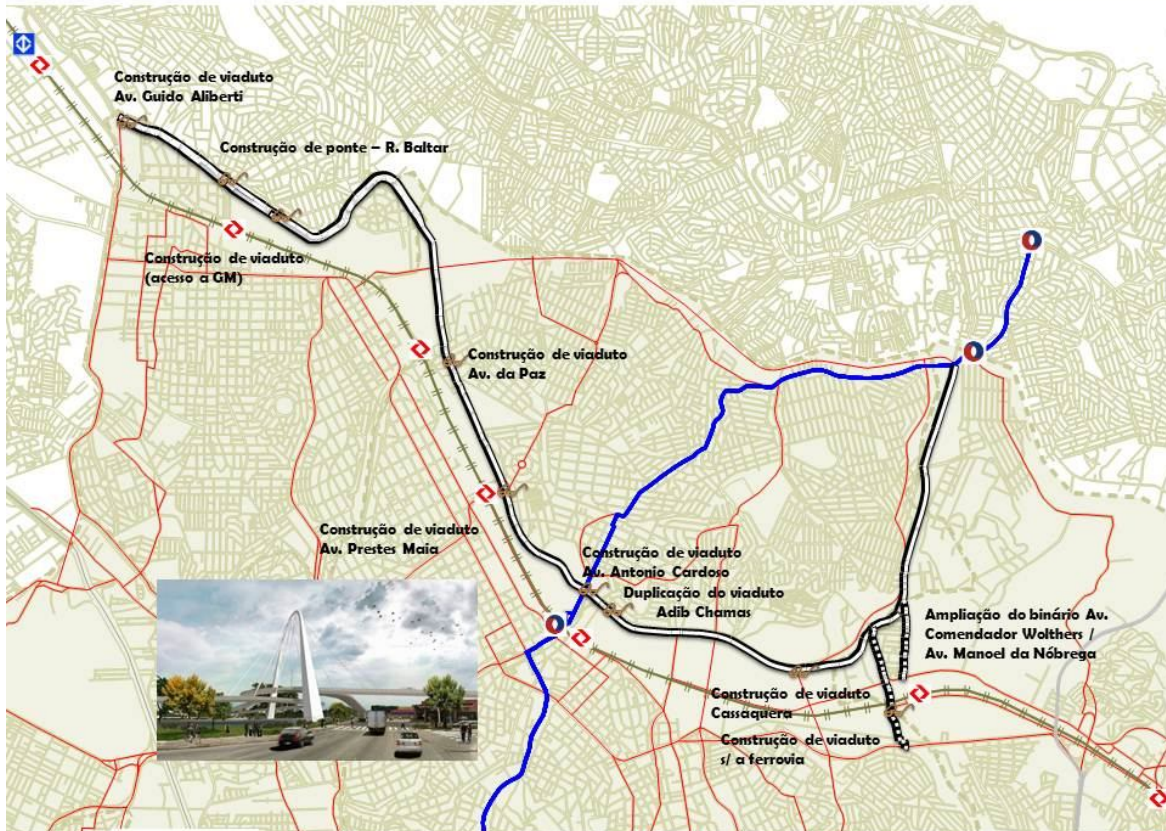 Construção de viaduto
Av. Guido Aliberti
Construção de ponte – R. Baltar
Construção de viaduto
(acesso a GM)
Construção de viaduto
Av. da Paz
Construção de viaduto
Av. Prestes Maia
Construção de viaduto
Av. Antonio Cardoso
Duplicação do viaduto
Adib Chamas
Ampliação do binário Av.
Comendador Wolthers /
Av. Manoel da Nóbrega
Construção de viaduto
Cassaquera
Construção de viaduto
s/ a ferrovia